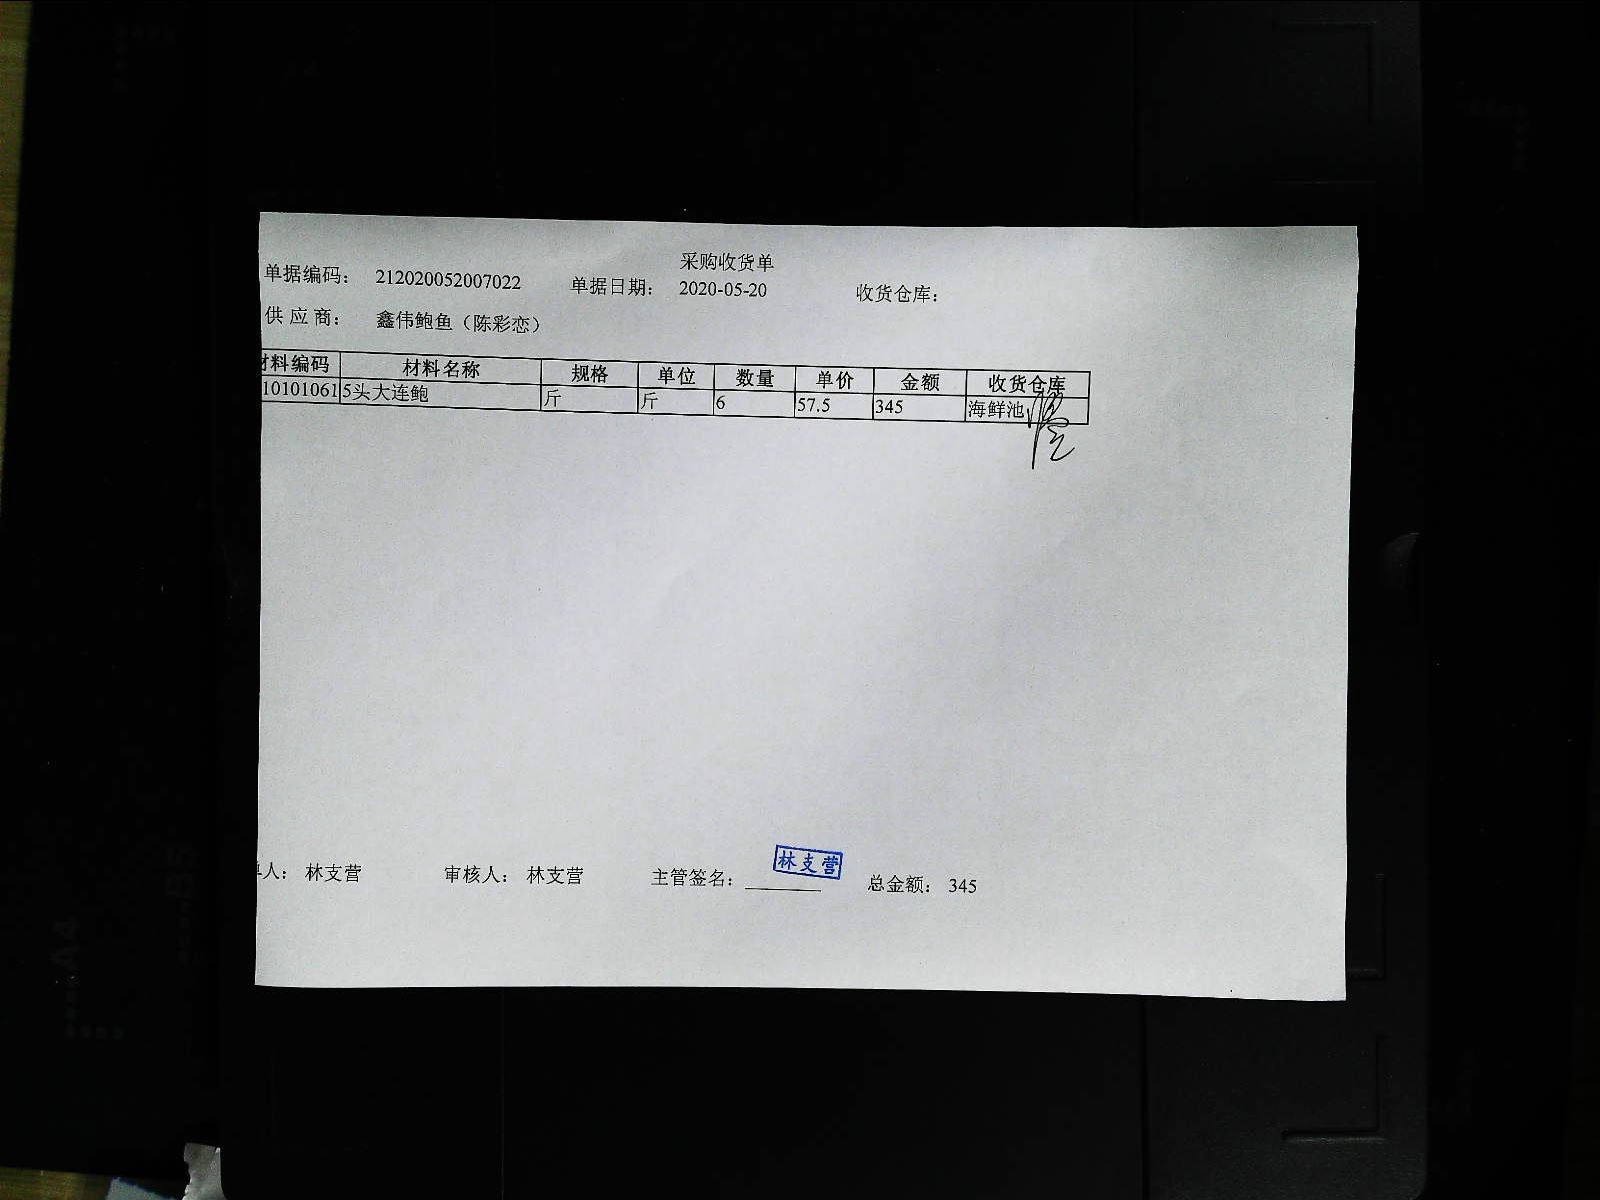 采购收货单
单据编码： 212020052007022 单据日期： 2020-05-20 收货仓库：
供 应 商： 鑫伟鲍鱼（陈彩恋）
材料编码 材料名称 规格 单位 数量 单价 金额 收货仓库
10101061 5头大连鲍 斤 斤 6 57.5 345 海鲜池
人： 林支营 审核人： 林支营 主管签名： 林支营 总金额： 345